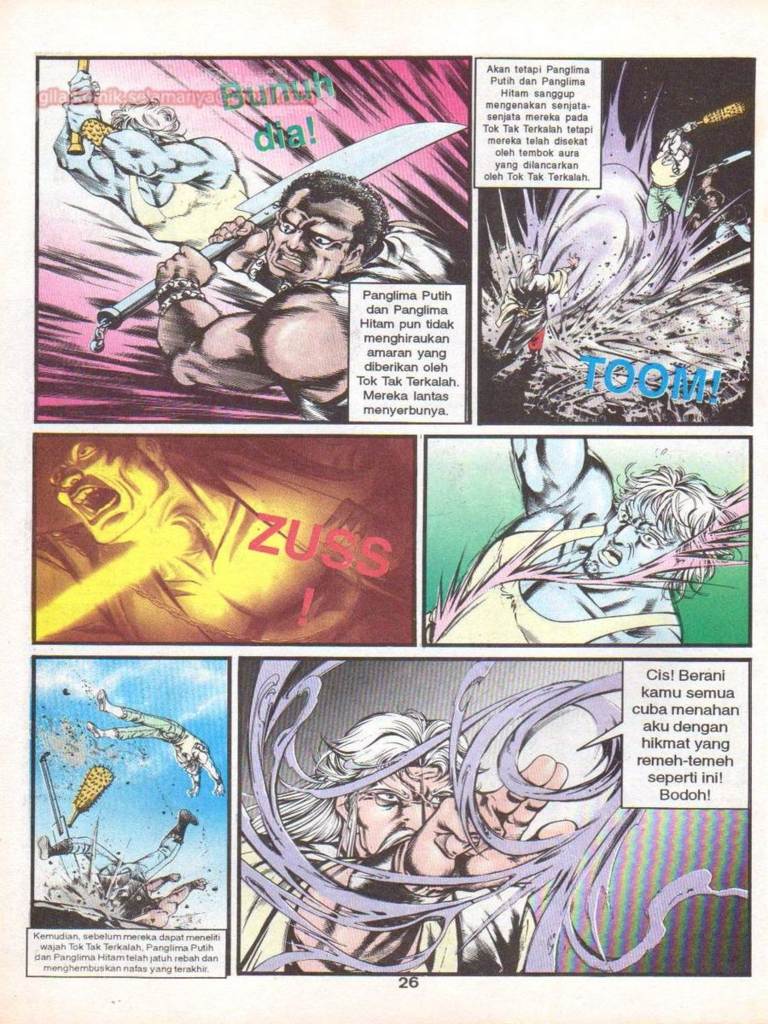 Bunuh
dia!
Panglima Putih
dan Panglima
Hitam pun tidak
menghiraukan
amaran yang
diberikan oleh
Tok Tak Terkalah.
Mereka lantas
menyerbunya.
Akan tetapi Panglima
Putih dan Panglima
Hitam sanggup
mengenakan senjata-
senjata mereka pada
Tok Tak Terkalah tetapi
mereka telah disekat
oleh tembok aura
yang dilancarkan
oleh Tok Tak Terkalah.
TOOM!
ZUSS
!
Kemudian, sebelum mereka dapat meneliti
wajah Tok Tak Terkalah, Panglima Putih
dan Panglima Hitam telah jatuh rebah dan
menghembuskan nafas yang terakhir.
Cis! Berani
kamu semua
cuba menahan
aku dengan
hikmat yang
remeh-temeh
seperti ini!
Bodoh!
26